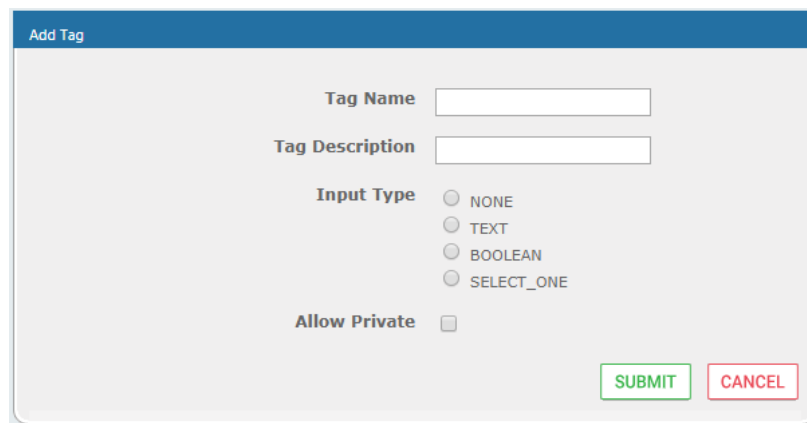 Add Tag
Tag Name
Tag Description
Input Type
NONE
TEXT
BOOLEAN
SELECT_ONE
Allow Private
SUBMIT CANCEL